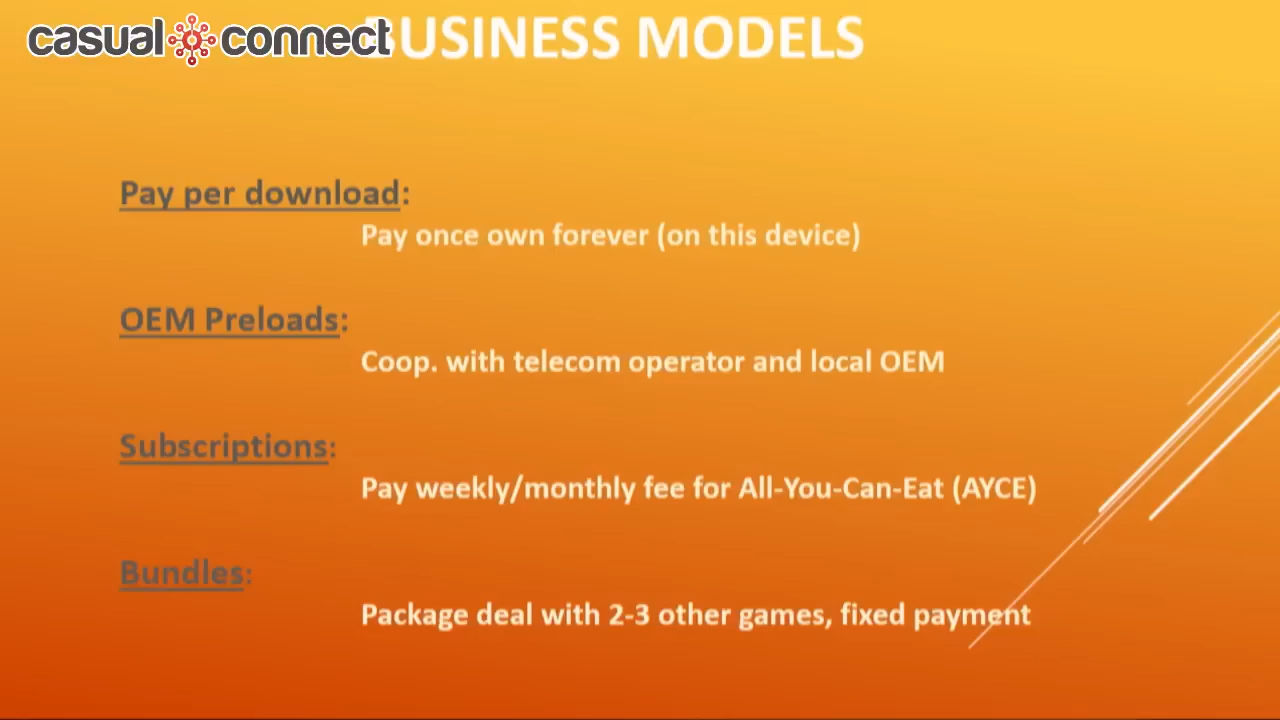 casual connect
BUSINESS MODELS
Pay per download:
Pay once own forever (on this device)
OEM Preloads:
Coop. with telecom operator and local OEM
Subscriptions:
Pay weekly/monthly fee for All-You-Can-Eat (AYCE)
Bundles:
Package deal with 2-3 other games, fixed payment